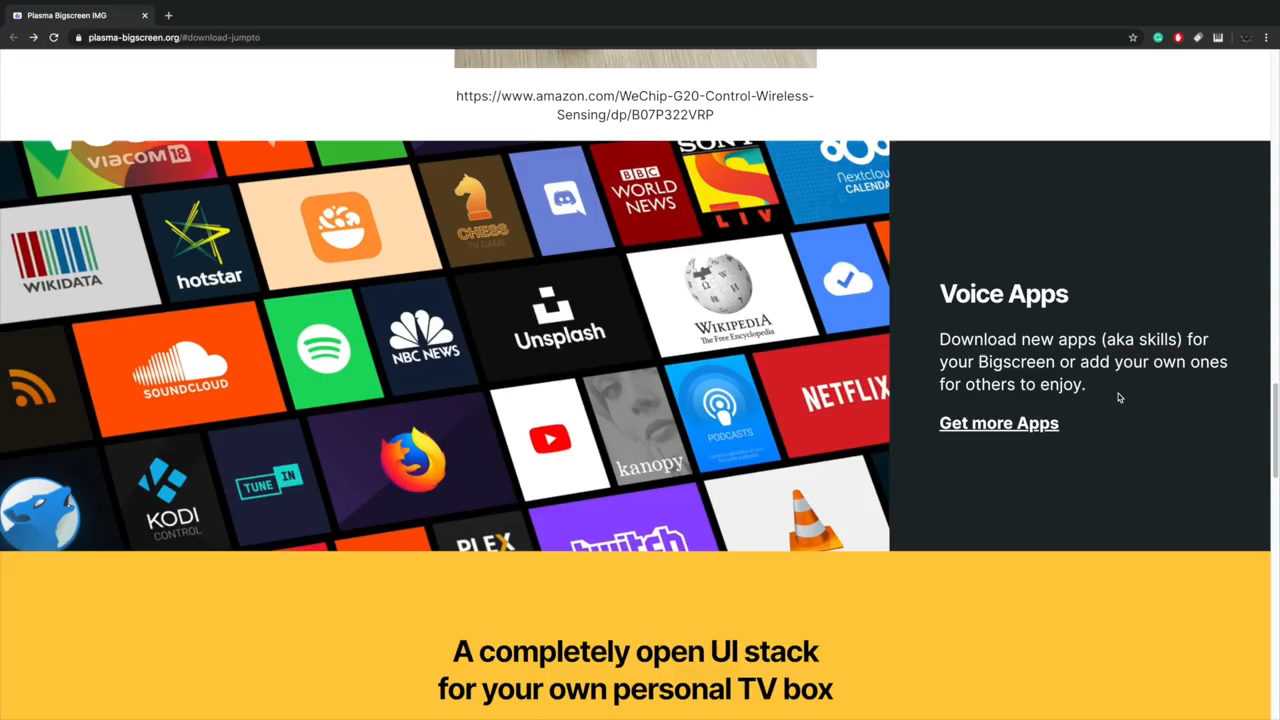 Plasma Bigscreen IMG
plasma-bigscreen.org/#download-jumpto
https://www.amazon.com/WeChip-G20-Control-Wireless-
Sensing/dp/B07P322VRP
VIACOM 18
WIKIDATA
hotstar
CHESS
TV GAME
BBC
WORLD
NEWS
SONY
LIV
Nextcloud
CALENDAR
SOUNDCLOUD
NBC NEWS
Unsplash
WIKIPEDIA
The Free Encyclopedia
KODI
CONTROL
TUNE IN
kanopy
PODCASTS
NETFLIX
PLEX
twitch
Voice Apps
Download new apps (aka skills) for
your Bigscreen or add your own ones
for others to enjoy.
Get more Apps
A completely open UI stack
for your own personal TV box